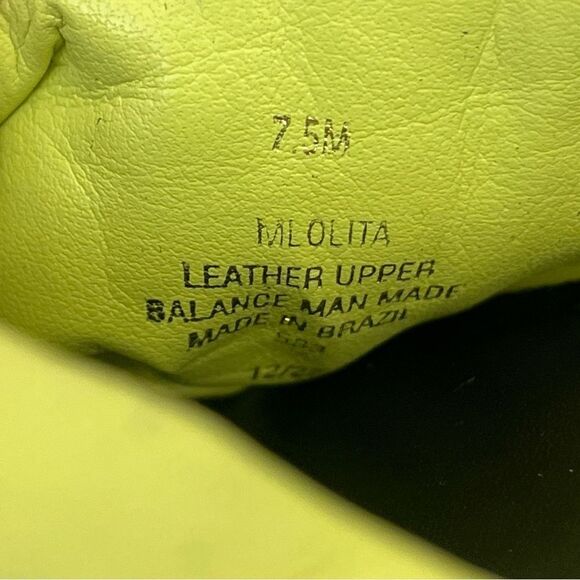 7.5M
MLOLITA
LEATHER UPPER
BALANCE MAN MADE
MADE IN BRAZIL